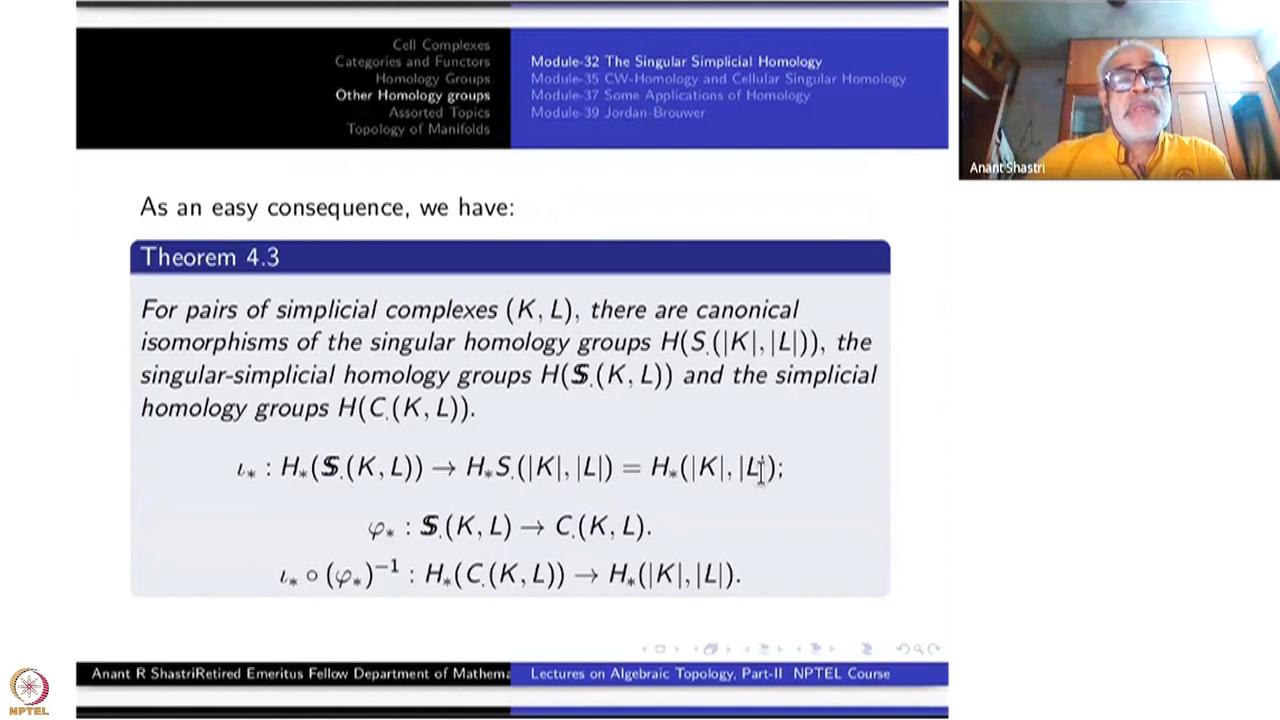 Cell Complexes
Categories and Functors
Homology Groups
Other Homology groups
Assorted Topics
Topology of Manifolds
Module-32 The Singular Simplicial Homology
Module-35 CW-Homology and Cellular Singular Homology
Module-37 Some Applications of Homology
Module-39 Jordan-Brouwer
Anant Shastri
As an easy consequence, we have:
Theorem 4.3
For pairs of simplicial complexes (K, L), there are canonical
isomorphisms of the singular homology groups H(S.(|K|, |L|)), the
singular-simplicial homology groups H(𝕊.(K, L)) and the simplicial
homology groups H(C.(K, L)).
ι∗ : H∗(𝕊.(K, L)) → H∗S.(|K|, |L|) = H∗(|K|, |L|);
φ∗ : 𝕊.(K, L) → C.(K, L).
ι∗ ∘ (φ∗)⁻¹ : H∗(C.(K, L)) → H∗(|K|, |L|).
Anant R ShastriRetired Emeritus Fellow Department of Mathema
Lectures on Algebraic Topology, Part-II NPTEL Course
NPTEL